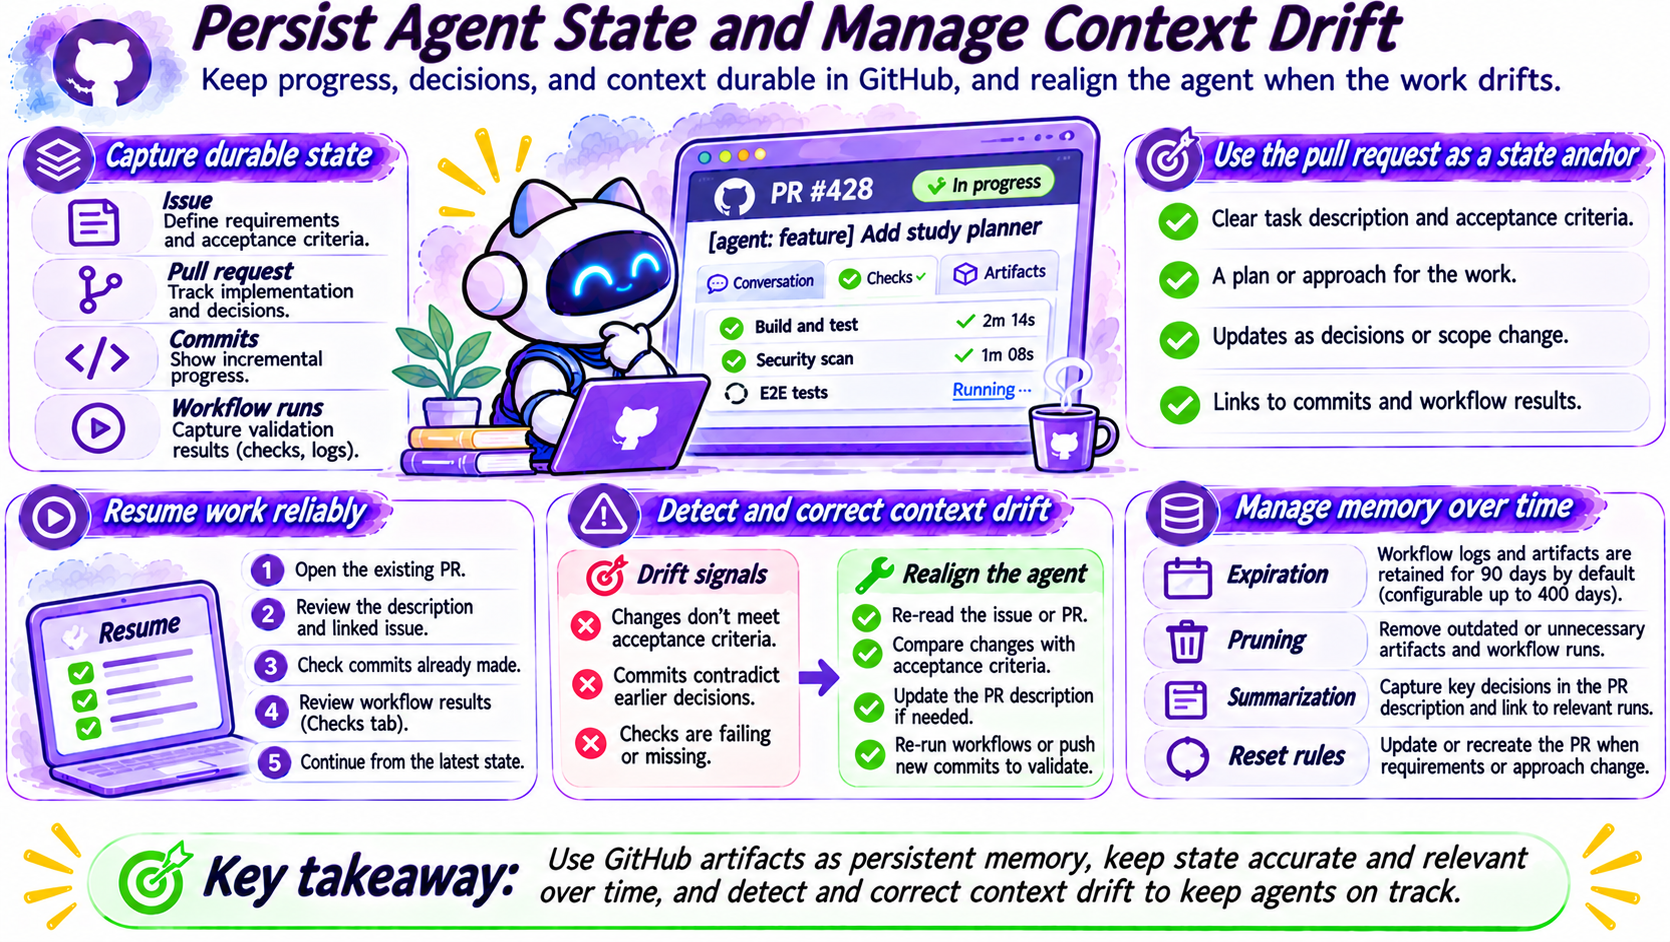 Persist Agent State and Manage Context Drift
Keep progress, decisions, and context durable in GitHub, and realign the agent when the work drifts.
Capture durable state
Issue
Define requirements
and acceptance criteria.
Pull request
Track implementation
and decisions.
Commits
Show incremental
progress.
Workflow runs
Capture validation
results (checks, logs).
PR #428
In progress
[agent: feature] Add study planner
Conversation
Checks
Artifacts
Build and test
2m 14s
Security scan
1m 08s
E2E tests
Running ···
Use the pull request as a state anchor
Clear task description and acceptance criteria.
A plan or approach for the work.
Updates as decisions or scope change.
Links to commits and workflow results.
Resume work reliably
Resume
1 Open the existing PR.
2 Review the description
and linked issue.
3 Check commits already made.
4 Review workflow results
(Checks tab).
5 Continue from the latest state.
Detect and correct context drift
Drift signals
Changes don't meet
acceptance criteria.
Commits contradict
earlier decisions.
Checks are failing
or missing.
Realign the agent
Re-read the issue or PR.
Compare changes with
acceptance criteria.
Update the PR description
if needed.
Re-run workflows or push
new commits to validate.
Manage memory over time
Expiration
Workflow logs and artifacts are
retained for 90 days by default
(configurable up to 400 days).
Pruning
Remove outdated or unnecessary
artifacts and workflow runs.
Summarization
Capture key decisions in the PR
description and link to relevant runs.
Reset rules
Update or recreate the PR when
requirements or approach change.
Key takeaway:
Use GitHub artifacts as persistent memory, keep state accurate and relevant
over time, and detect and correct context drift to keep agents on track.